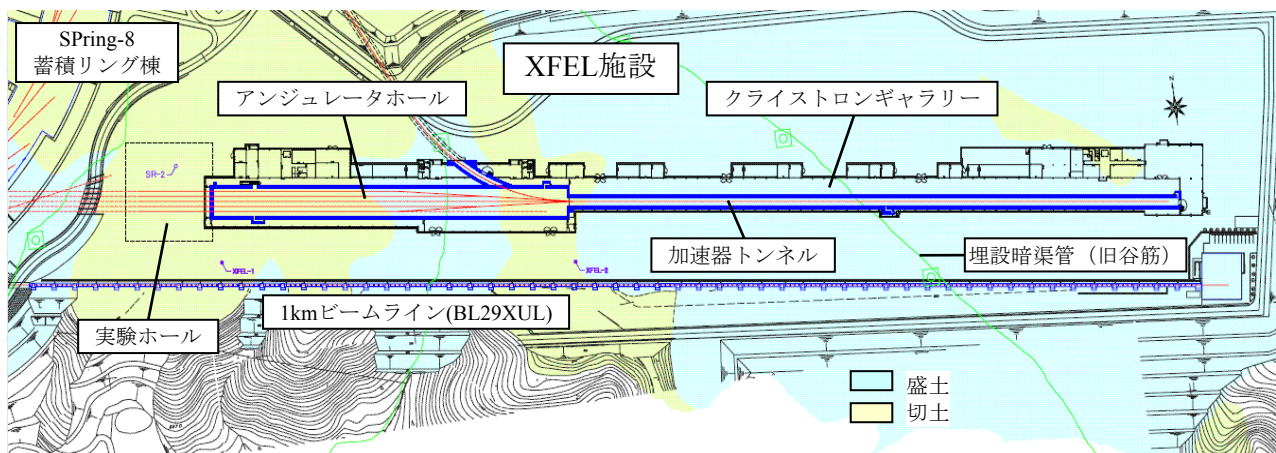 SPring-8
蓄積リング棟
XFEL施設
アンジュレータホール
クライストロンギャラリー
N
SR-2
加速器トンネル
埋設暗渠管（旧谷筋）
XFEL-1
XFEL-2
1kmビームライン(BL29XUL)
実験ホール
盛土
切土